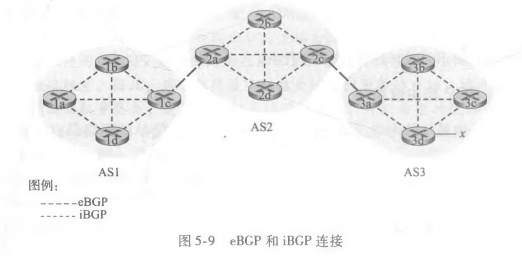 2b
2a
2c
2d
1b
1a
1c
1d
3b
3a
3c
3d
x
AS2
AS1
AS3
图例：
eBGP
iBGP
图 5-9 eBGP 和 iBGP 连接